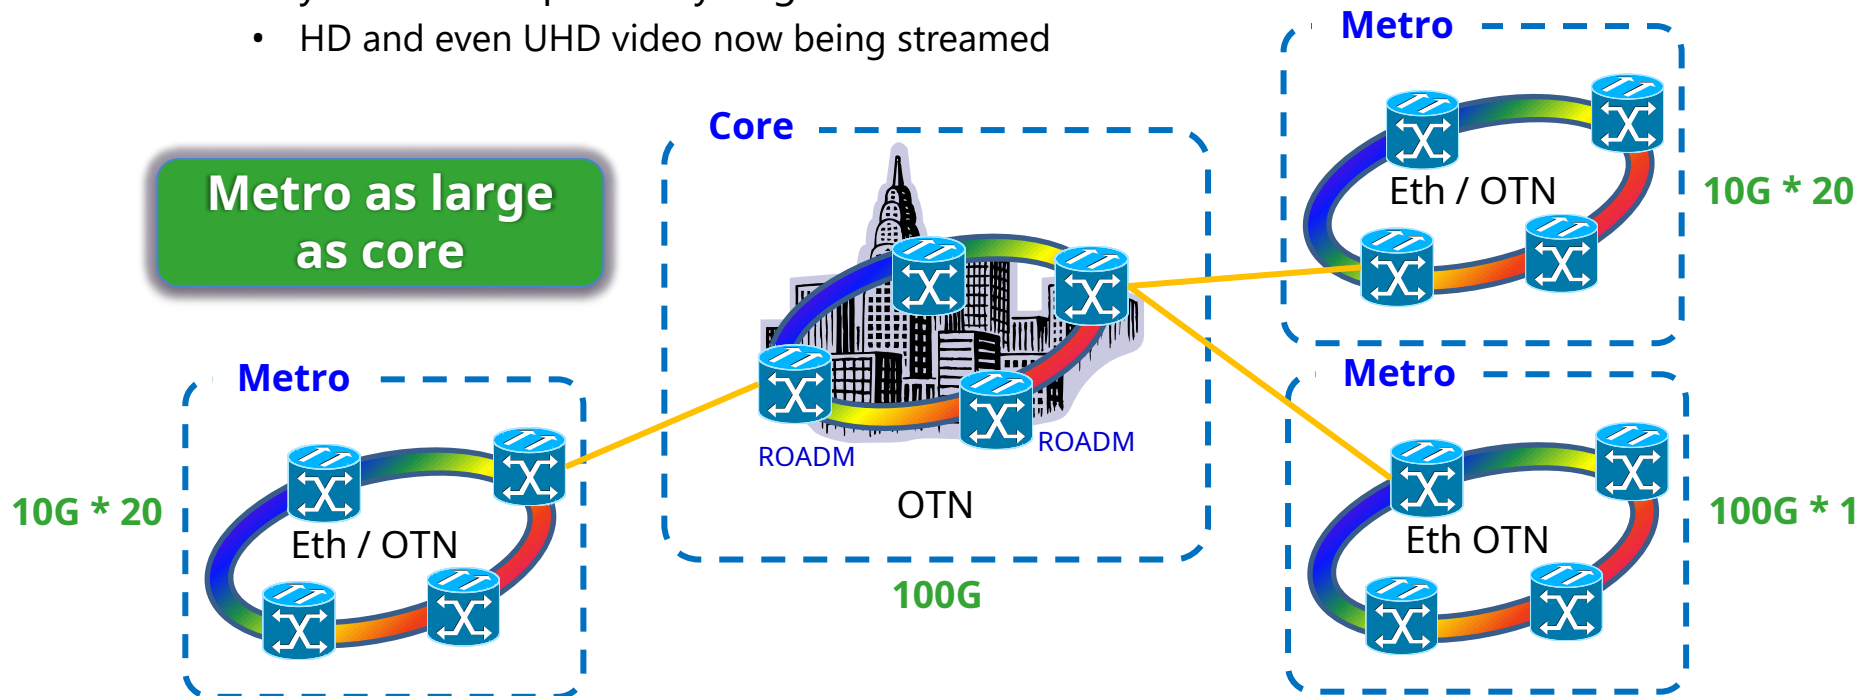 • HD and even UHD video now being streamed
Metro as large
as core
Core
ROADM
ROADM
OTN
100G
Metro
Eth / OTN
10G * 20
Metro
Eth / OTN
10G * 20
Metro
Eth OTN
100G * 1